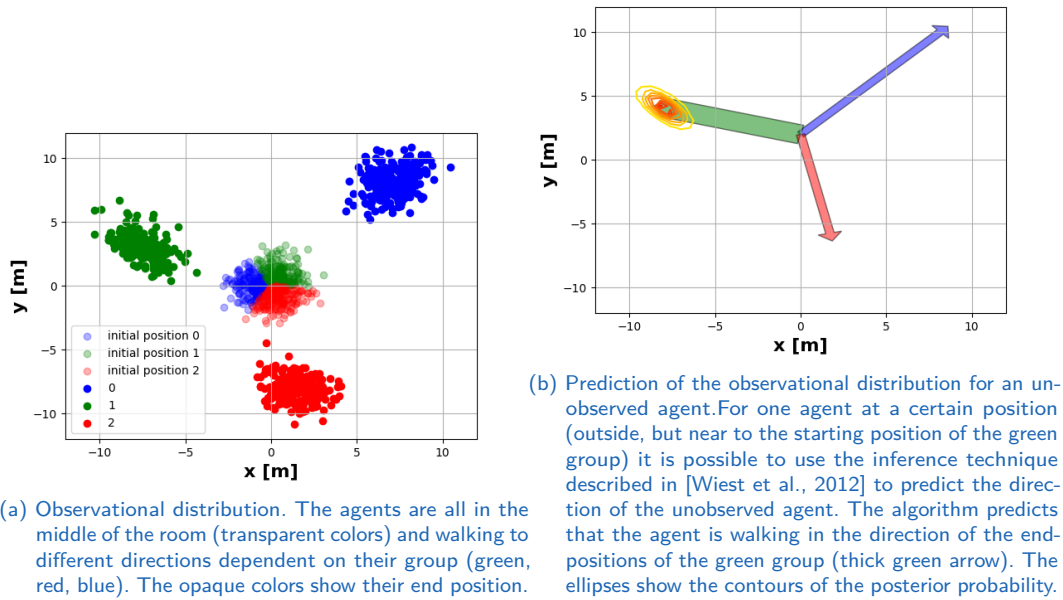 10
5
0
−5
−10
y [m]
initial position 0
initial position 1
initial position 2
0
1
2
−10
−5
0
5
10
x [m]
(a) Observational distribution. The agents are all in the
middle of the room (transparent colors) and walking to
different directions dependent on their group (green,
red, blue). The opaque colors show their end position.
10
5
0
−5
−10
y [m]
−10
−5
0
5
10
x [m]
(b) Prediction of the observational distribution for an un-
observed agent.For one agent at a certain position
(outside, but near to the starting position of the green
group) it is possible to use the inference technique
described in [Wiest et al., 2012] to predict the direc-
tion of the unobserved agent. The algorithm predicts
that the agent is walking in the direction of the end-
positions of the green group (thick green arrow). The
ellipses show the contours of the posterior probability.